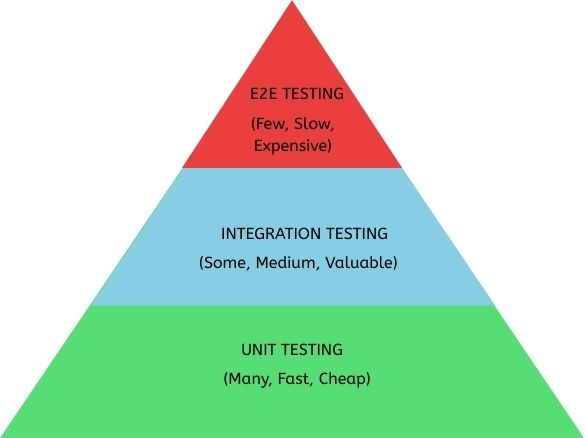 E2E TESTING
(Few, Slow,
Expensive)
INTEGRATION TESTING
(Some, Medium, Valuable)
UNIT TESTING
(Many, Fast, Cheap)